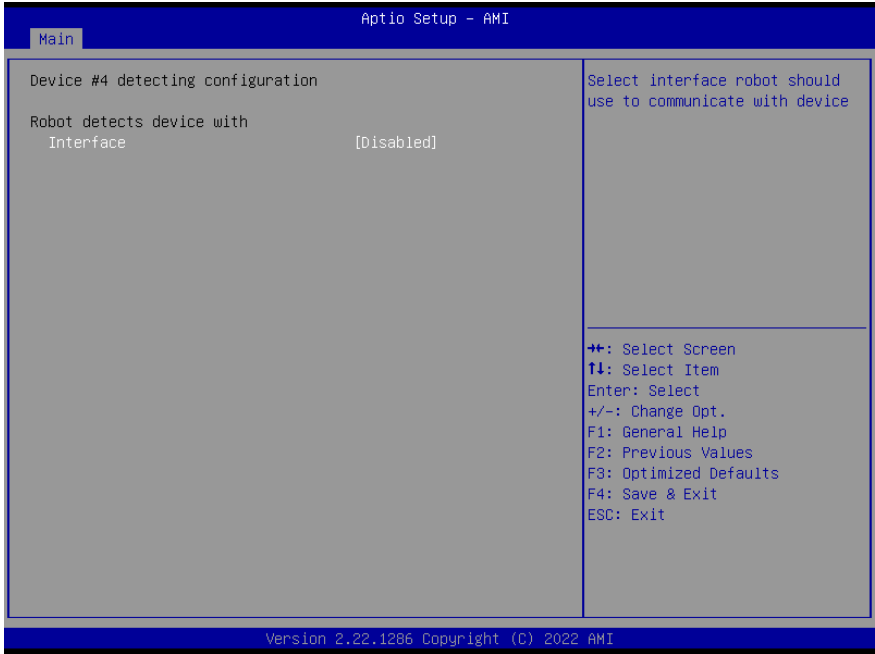 Aptio Setup – AMI
Main
Device #4 detecting configuration
Robot detects device with
Interface [Disabled]
Select interface robot should
use to communicate with device
→←: Select Screen
↑↓: Select Item
Enter: Select
+/-: Change Opt.
F1: General Help
F2: Previous Values
F3: Optimized Defaults
F4: Save & Exit
ESC: Exit
Version 2.22.1286 Copyright (C) 2022 AMI